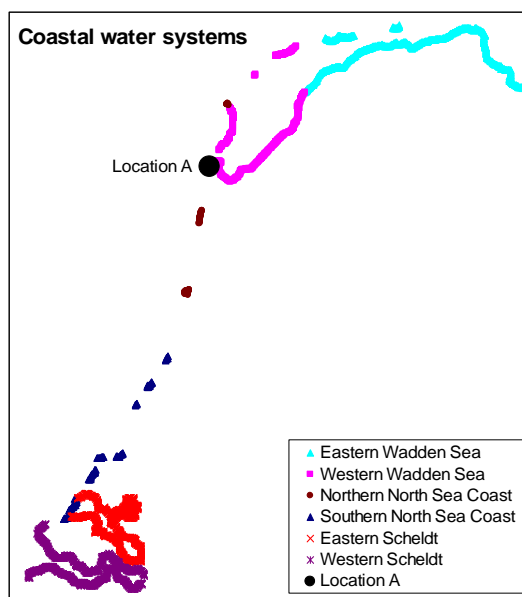 Coastal water systems
Location A
Eastern Wadden Sea
Western Wadden Sea
Northern North Sea Coast
Southern North Sea Coast
Eastern Scheldt
Western Scheldt
Location A